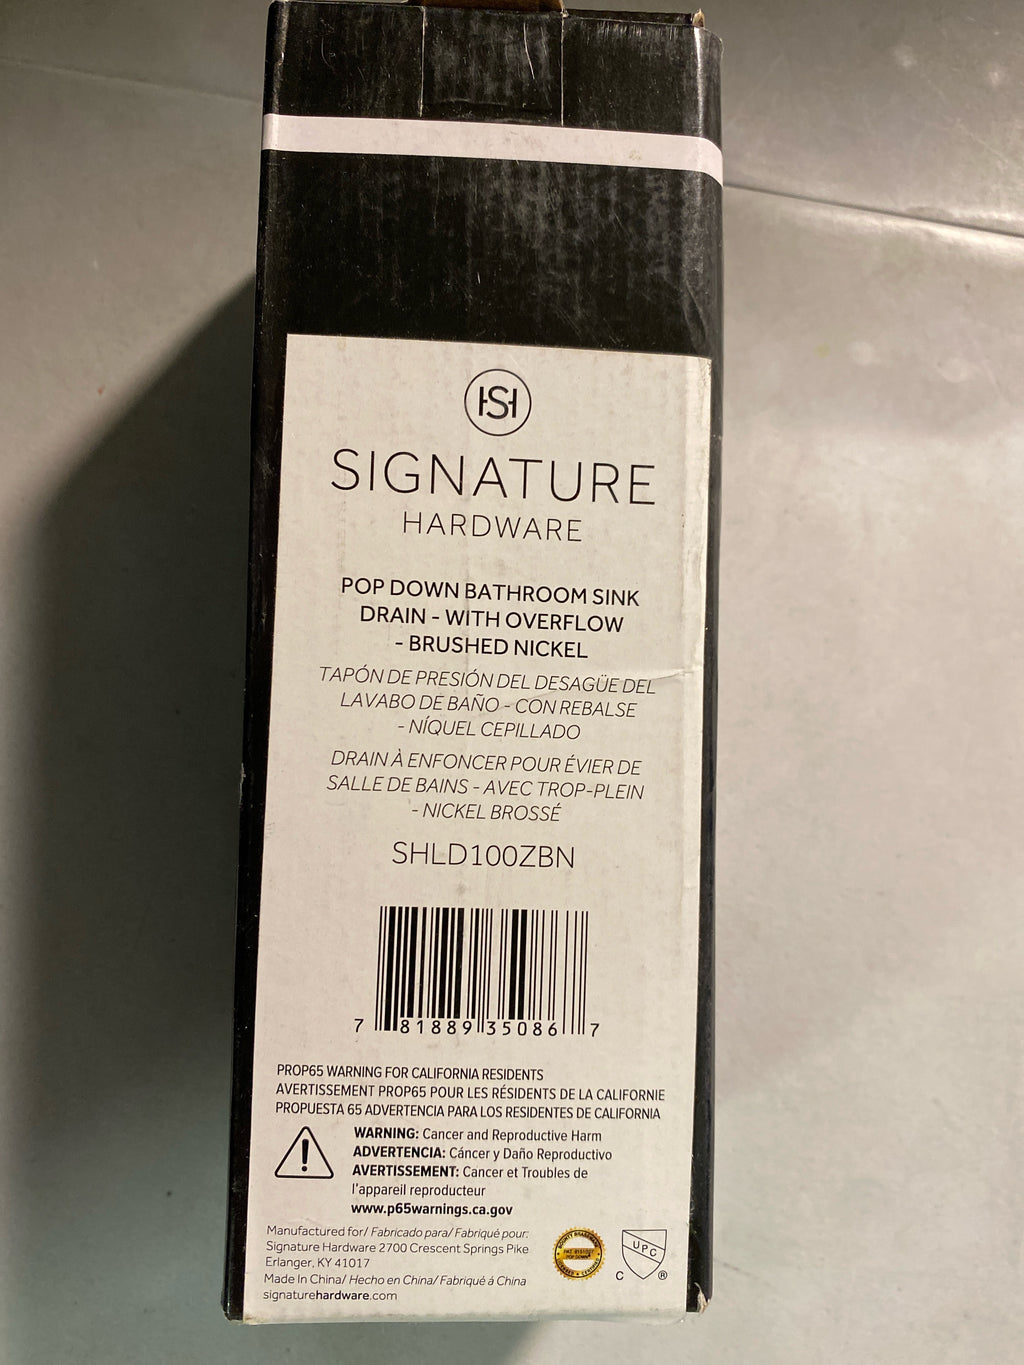 SH
SIGNATURE
HARDWARE
POP DOWN BATHROOM SINK
DRAIN - WITH OVERFLOW
- BRUSHED NICKEL
TAPÓN DE PRESIÓN DEL DESAGÜE DEL
LAVABO DE BAÑO - CON REBALSE
- NÍQUEL CEPILLADO
DRAIN À ENFONCER POUR ÉVIER DE
SALLE DE BAINS - AVEC TROP-PLEIN
- NICKEL BROSSÉ
SHLD100ZBN
7 81889 35086 7
PROP65 WARNING FOR CALIFORNIA RESIDENTS
AVERTISSEMENT PROP65 POUR LES RÉSIDENTS DE LA CALIFORNIE
PROPUESTA 65 ADVERTENCIA PARA LOS RESIDENTES DE CALIFORNIA
WARNING: Cancer and Reproductive Harm
ADVERTENCIA: Cáncer y Daño Reproductivo
AVERTISSEMENT: Cancer et Troubles de
l'appareil reproducteur
www.p65warnings.ca.gov
Manufactured for/ Fabricado para/ Fabriqué pour:
Signature Hardware 2700 Crescent Springs Pike
Erlanger, KY 41017
Made In China/ Hecho en China/ Fabriqué á China
signaturehardware.com
UPC
C ®